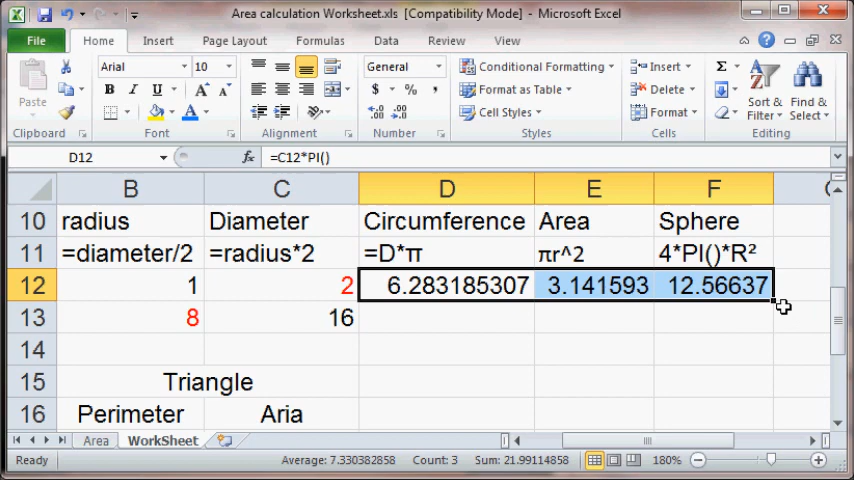 Area calculation Worksheet.xls [Compatibility Mode] - Microsoft Excel
File Home Insert Page Layout Formulas Data Review View
Paste
Arial 10
B I U A A
A
General
$ % ,
Conditional Formatting
Format as Table
Cell Styles
Insert
Delete
Format
Σ
Sort & Filter
Find & Select
Clipboard Font Alignment Number Styles Cells Editing
D12 fx =C12*PI()
B C D E F
10 radius Diameter Circumference Area Sphere
11 =diameter/2 =radius*2 =D*π πr^2 4*PI()*R²
12 1 2 6.283185307 3.141593 12.56637
13 8 16
14
15 Triangle
16 Perimeter Aria
Area WorkSheet
Ready Average: 7.330382858 Count: 3 Sum: 21.99114858 180%